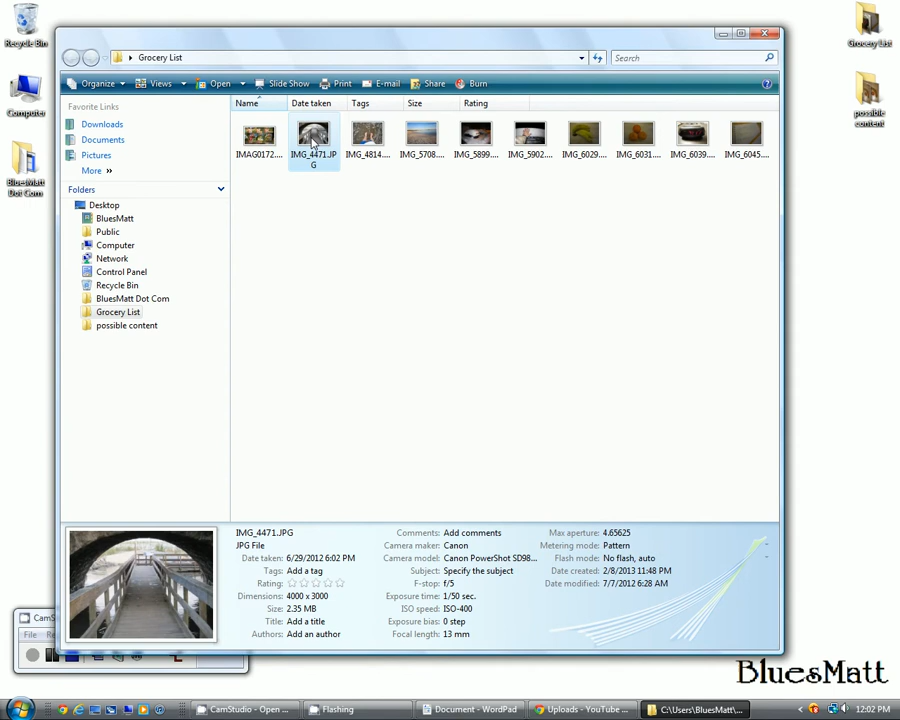 Recycle Bin
Computer
BluesMatt
Dot Com
Grocery List
possible
content
Grocery List
Search
Organize
Views
Open
Slide Show
Print
E-mail
Share
Burn
Favorite Links
Downloads
Documents
Pictures
More »
Folders
Desktop
BluesMatt
Public
Computer
Network
Control Panel
Recycle Bin
BluesMatt Dot Com
Grocery List
possible content
Name Date taken Tags Size Rating
IMAG0172.... IMG_4471.JP
G IMG_4814.... IMG_5708.... IMG_5899.... IMG_5902.... IMG_6029.... IMG_6031.... IMG_6039.... IMG_6045....
IMG_4471.JPG
JPG File
Date taken: 6/29/2012 6:02 PM
Tags: Add a tag
Rating:
Dimensions: 4000 x 3000
Size: 2.35 MB
Title: Add a title
Authors: Add an author
Comments: Add comments
Camera maker: Canon
Camera model: Canon PowerShot SD98...
Subject: Specify the subject
F-stop: f/5
Exposure time: 1/50 sec.
ISO speed: ISO-400
Exposure bias: 0 step
Focal length: 13 mm
Max aperture: 4.65625
Metering mode: Pattern
Flash mode: No flash, auto
Date created: 2/8/2013 11:48 PM
Date modified: 7/7/2012 6:28 AM
CamS
File Re
BluesMatt
CamStudio - Open ...
Flashing
Document - WordPad
Uploads - YouTube ...
C:\Users\BluesMatt\...
12:02 PM